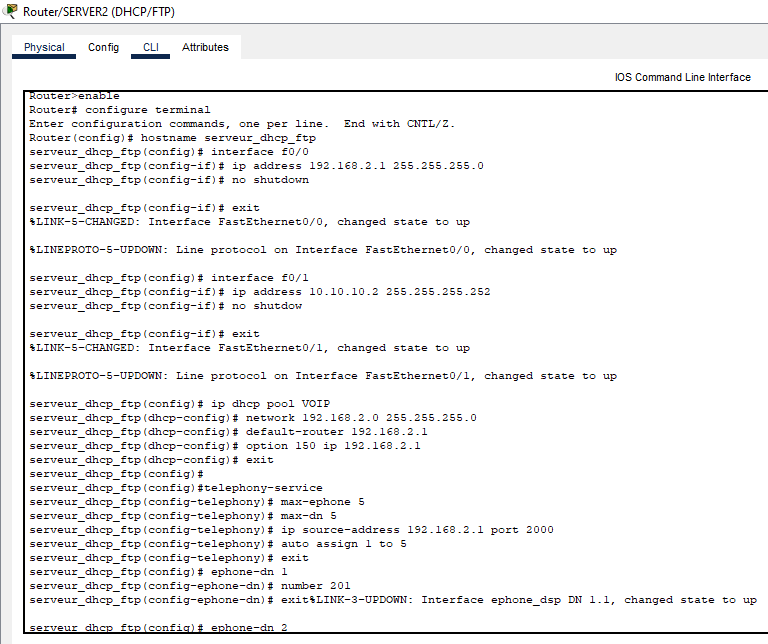 Router/SERVER2 (DHCP/FTP)
Physical Config CLI Attributes
IOS Command Line Interface
Router>enable
Router# configure terminal
Enter configuration commands, one per line.  End with CNTL/Z.
Router(config)# hostname serveur_dhcp_ftp
serveur_dhcp_ftp(config)# interface f0/0
serveur_dhcp_ftp(config-if)# ip address 192.168.2.1 255.255.255.0
serveur_dhcp_ftp(config-if)# no shutdown
serveur_dhcp_ftp(config-if)# exit
%LINK-5-CHANGED: Interface FastEthernet0/0, changed state to up
%LINEPROTO-5-UPDOWN: Line protocol on Interface FastEthernet0/0, changed state to up
serveur_dhcp_ftp(config)# interface f0/1
serveur_dhcp_ftp(config-if)# ip address 10.10.10.2 255.255.255.252
serveur_dhcp_ftp(config-if)# no shutdow
serveur_dhcp_ftp(config-if)# exit
%LINK-5-CHANGED: Interface FastEthernet0/1, changed state to up
%LINEPROTO-5-UPDOWN: Line protocol on Interface FastEthernet0/1, changed state to up
serveur_dhcp_ftp(config)# ip dhcp pool VOIP
serveur_dhcp_ftp(dhcp-config)# network 192.168.2.0 255.255.255.0
serveur_dhcp_ftp(dhcp-config)# default-router 192.168.2.1
serveur_dhcp_ftp(dhcp-config)# option 150 ip 192.168.2.1
serveur_dhcp_ftp(dhcp-config)# exit
serveur_dhcp_ftp(config)#
serveur_dhcp_ftp(config)#telephony-service
serveur_dhcp_ftp(config-telephony)# max-ephone 5
serveur_dhcp_ftp(config-telephony)# max-dn 5
serveur_dhcp_ftp(config-telephony)# ip source-address 192.168.2.1 port 2000
serveur_dhcp_ftp(config-telephony)# auto assign 1 to 5
serveur_dhcp_ftp(config-telephony)# exit
serveur_dhcp_ftp(config)# ephone-dn 1
serveur_dhcp_ftp(config-ephone-dn)# number 201
serveur_dhcp_ftp(config-ephone-dn)# exit%LINK-3-UPDOWN: Interface ephone_dsp DN 1.1, changed state to up
serveur_dhcp_ftp(config)# ephone-dn 2